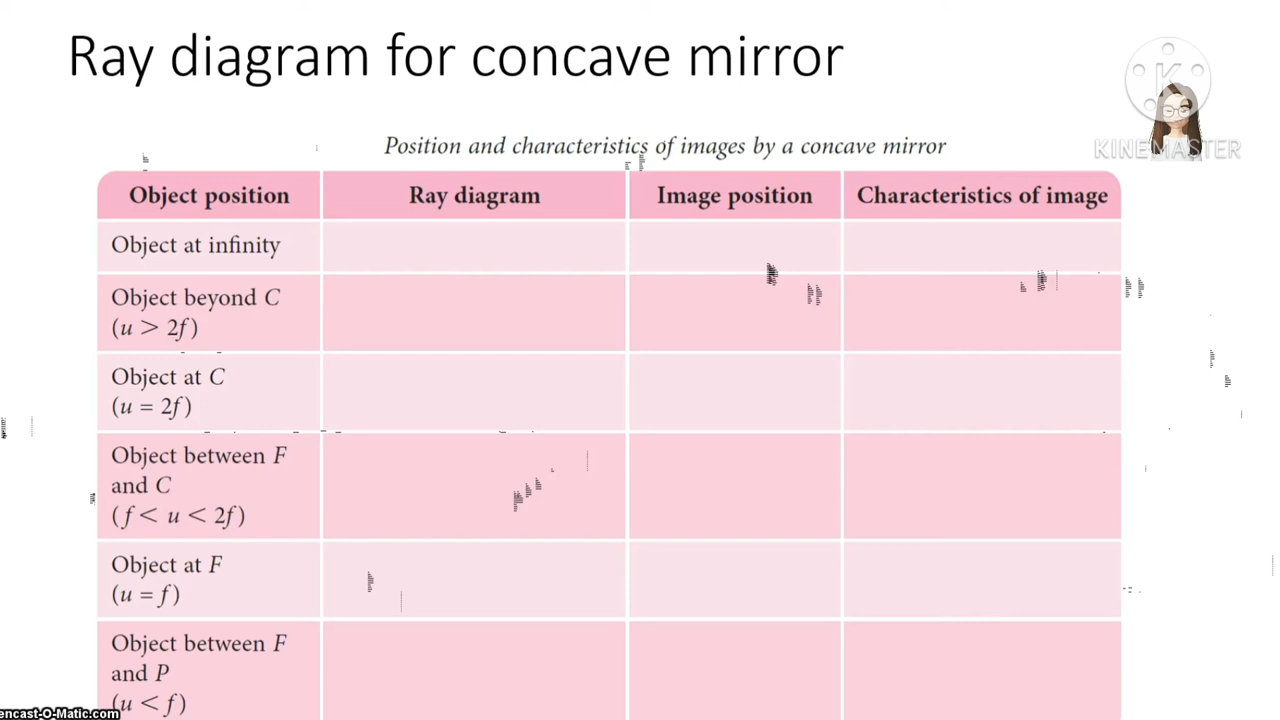 Ray diagram for concave mirror
KINEMASTER
Position and characteristics of images by a concave mirror
Object position
Ray diagram
Image position
Characteristics of image
Object at infinity
Object beyond C
(u > 2f)
Object at C
(u = 2f)
Object between F
and C
(f < u < 2f)
Object at F
(u = f)
Object between F
and P
(u < f)
encast-O-Matic.com